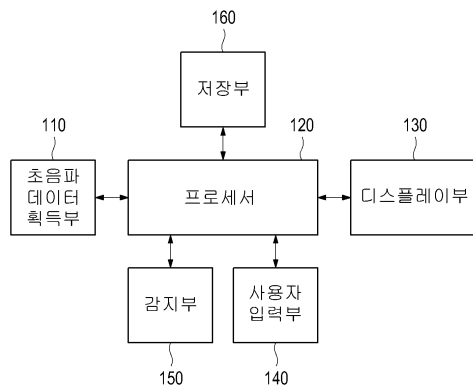 160
저장부
110
120
130
초음파
데이터
획득부
프로세서
디스플레이부
감지부
사용자
입력부
150
140